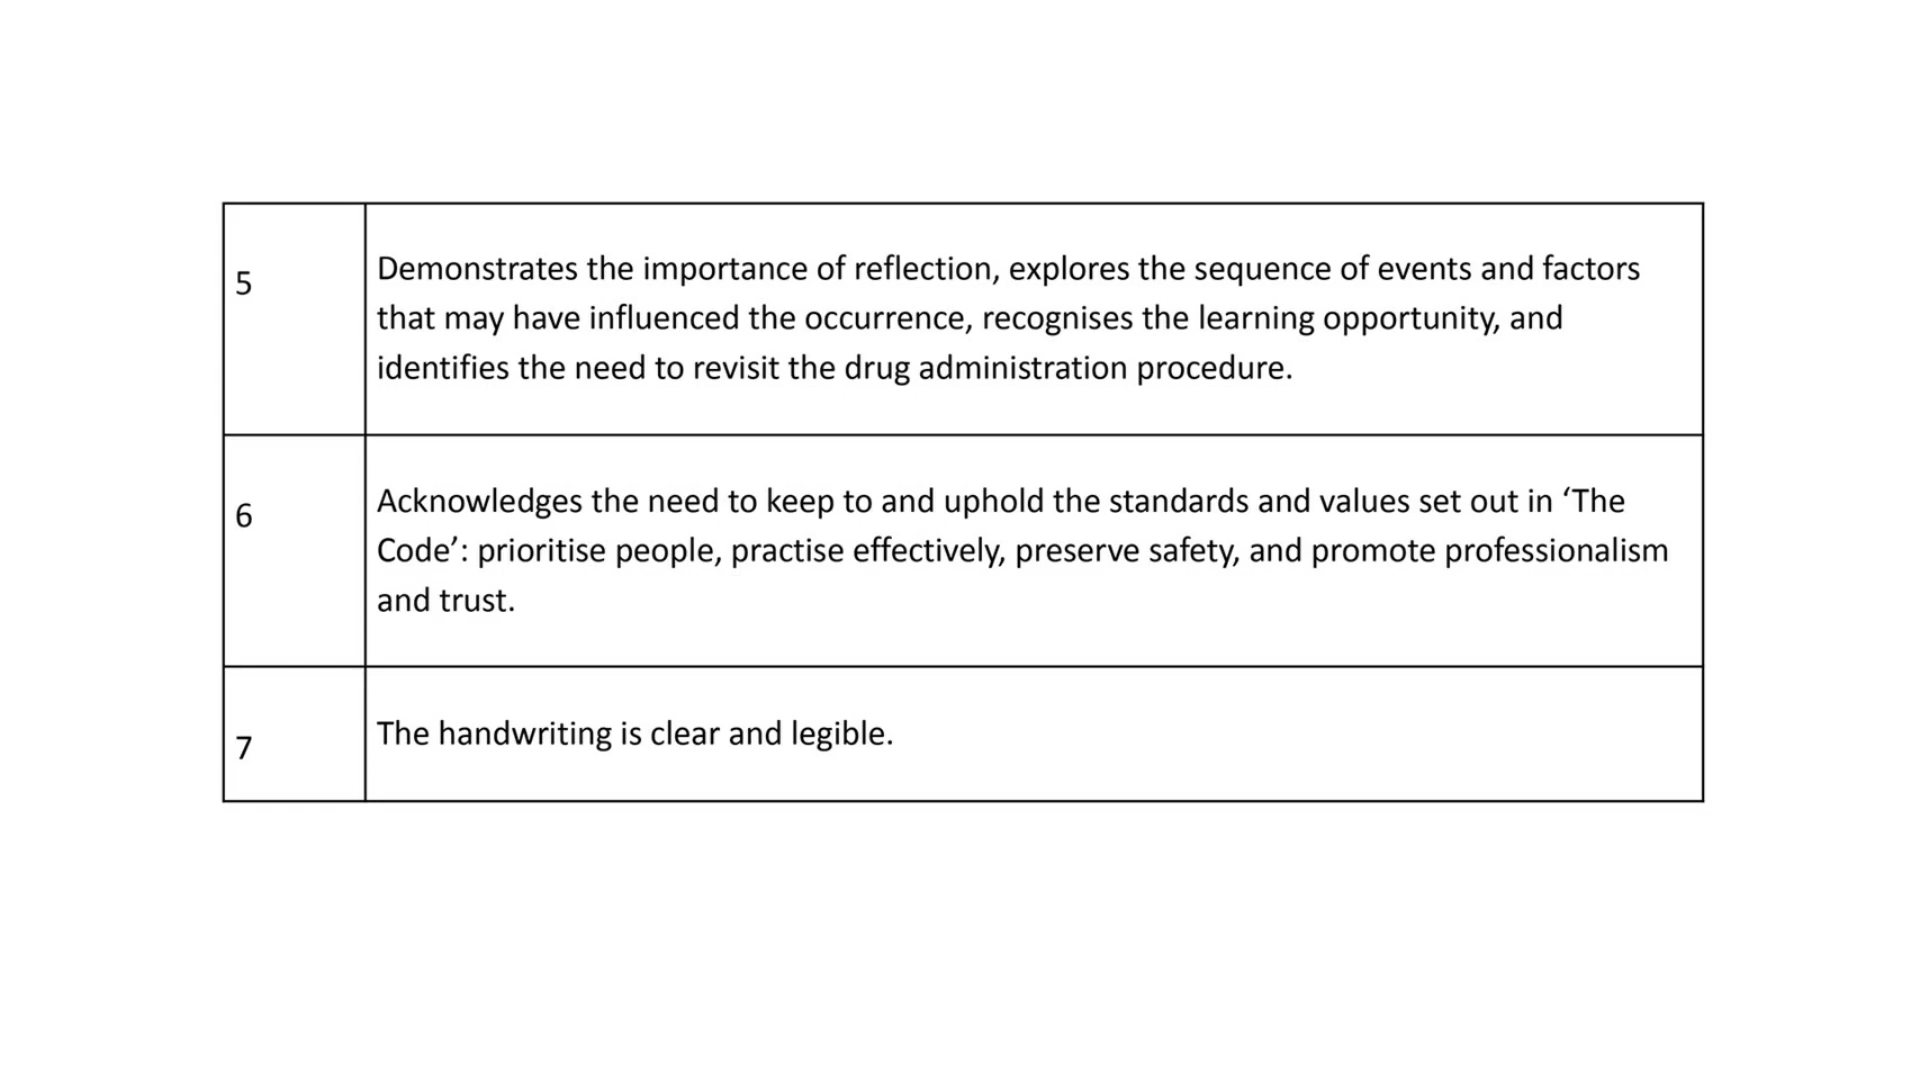 5
Demonstrates the importance of reflection, explores the sequence of events and factors
that may have influenced the occurrence, recognises the learning opportunity, and
identifies the need to revisit the drug administration procedure.
6
Acknowledges the need to keep to and uphold the standards and values set out in ‘The
Code’: prioritise people, practise effectively, preserve safety, and promote professionalism
and trust.
7
The handwriting is clear and legible.